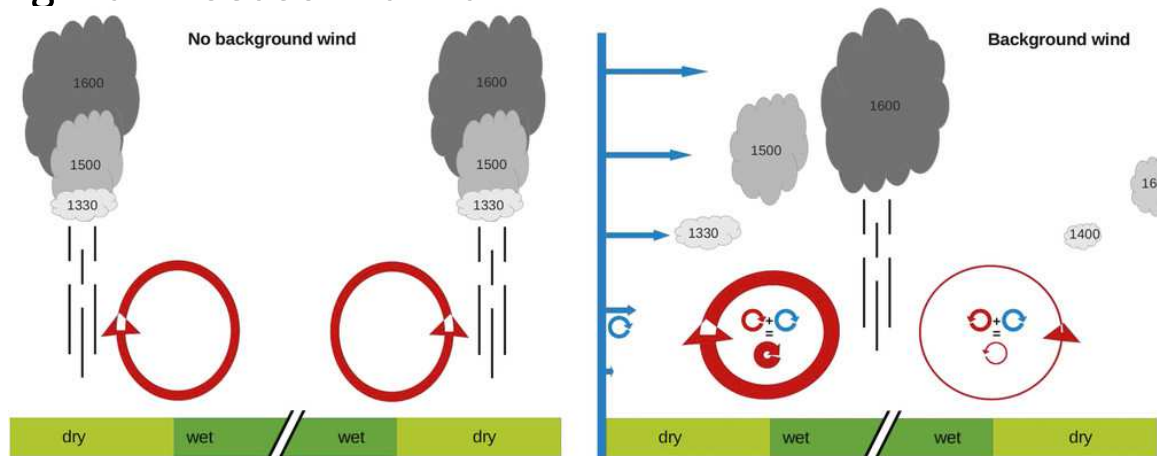 No background wind
1600
1500
1330
1600
1500
1330
dry
wet
wet
dry
Background wind
1600
1500
1330
1400
+
=
+
=
dry
wet
wet
dry